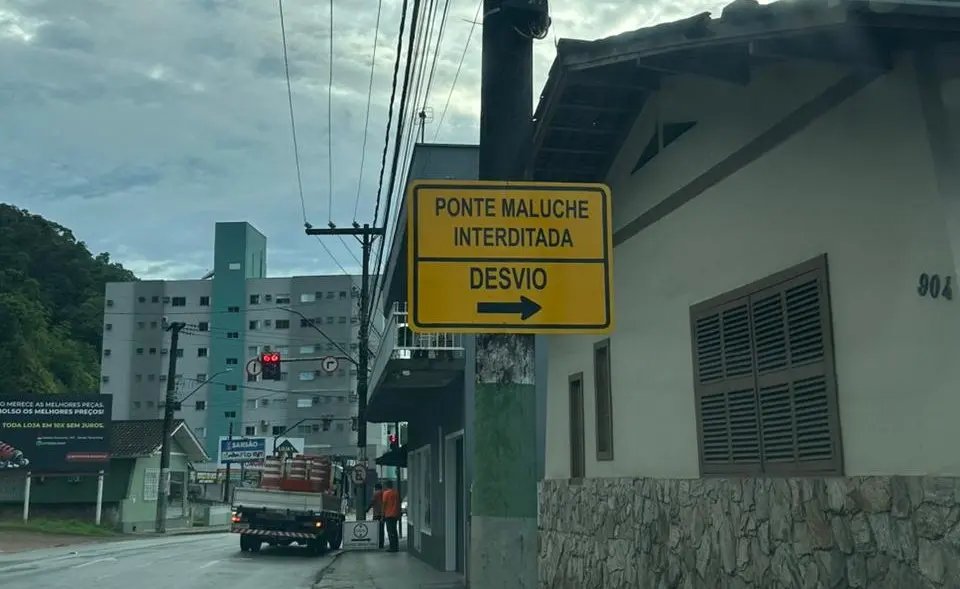 PONTE MALUCHE
INTERDITADA
DESVIO
904
O MERECE AS MELHORES PEÇAS.
BOLSO OS MELHORES PREÇOS.
TODA LOJA EM 10X SEM JUROS.
SANSÃO